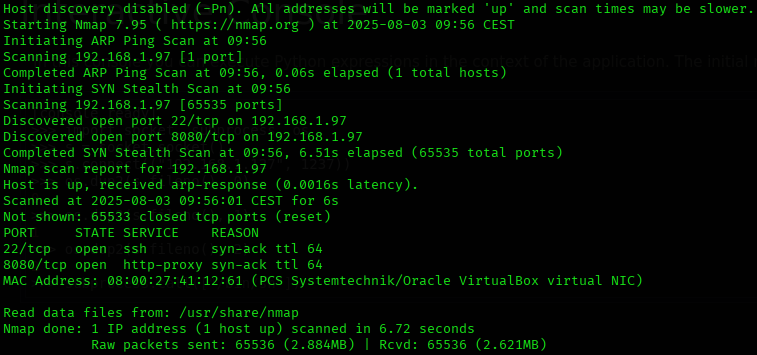 Host discovery disabled (-Pn). All addresses will be marked 'up' and scan times may be slower.
Starting Nmap 7.95 ( https://nmap.org ) at 2025-08-03 09:56 CEST
Initiating ARP Ping Scan at 09:56
Scanning 192.168.1.97 [1 port]
Completed ARP Ping Scan at 09:56, 0.06s elapsed (1 total hosts)
Initiating SYN Stealth Scan at 09:56
Scanning 192.168.1.97 [65535 ports]
Discovered open port 22/tcp on 192.168.1.97
Discovered open port 8080/tcp on 192.168.1.97
Completed SYN Stealth Scan at 09:56, 6.51s elapsed (65535 total ports)
Nmap scan report for 192.168.1.97
Host is up, received arp-response (0.0016s latency).
Scanned at 2025-08-03 09:56:01 CEST for 6s
Not shown: 65533 closed tcp ports (reset)
PORT     STATE SERVICE    REASON
22/tcp   open  ssh        syn-ack ttl 64
8080/tcp open  http-proxy syn-ack ttl 64
MAC Address: 08:00:27:41:12:61 (PCS Systemtechnik/Oracle VirtualBox virtual NIC)

Read data files from: /usr/share/nmap
Nmap done: 1 IP address (1 host up) scanned in 6.72 seconds
           Raw packets sent: 65536 (2.884MB) | Rcvd: 65536 (2.621MB)